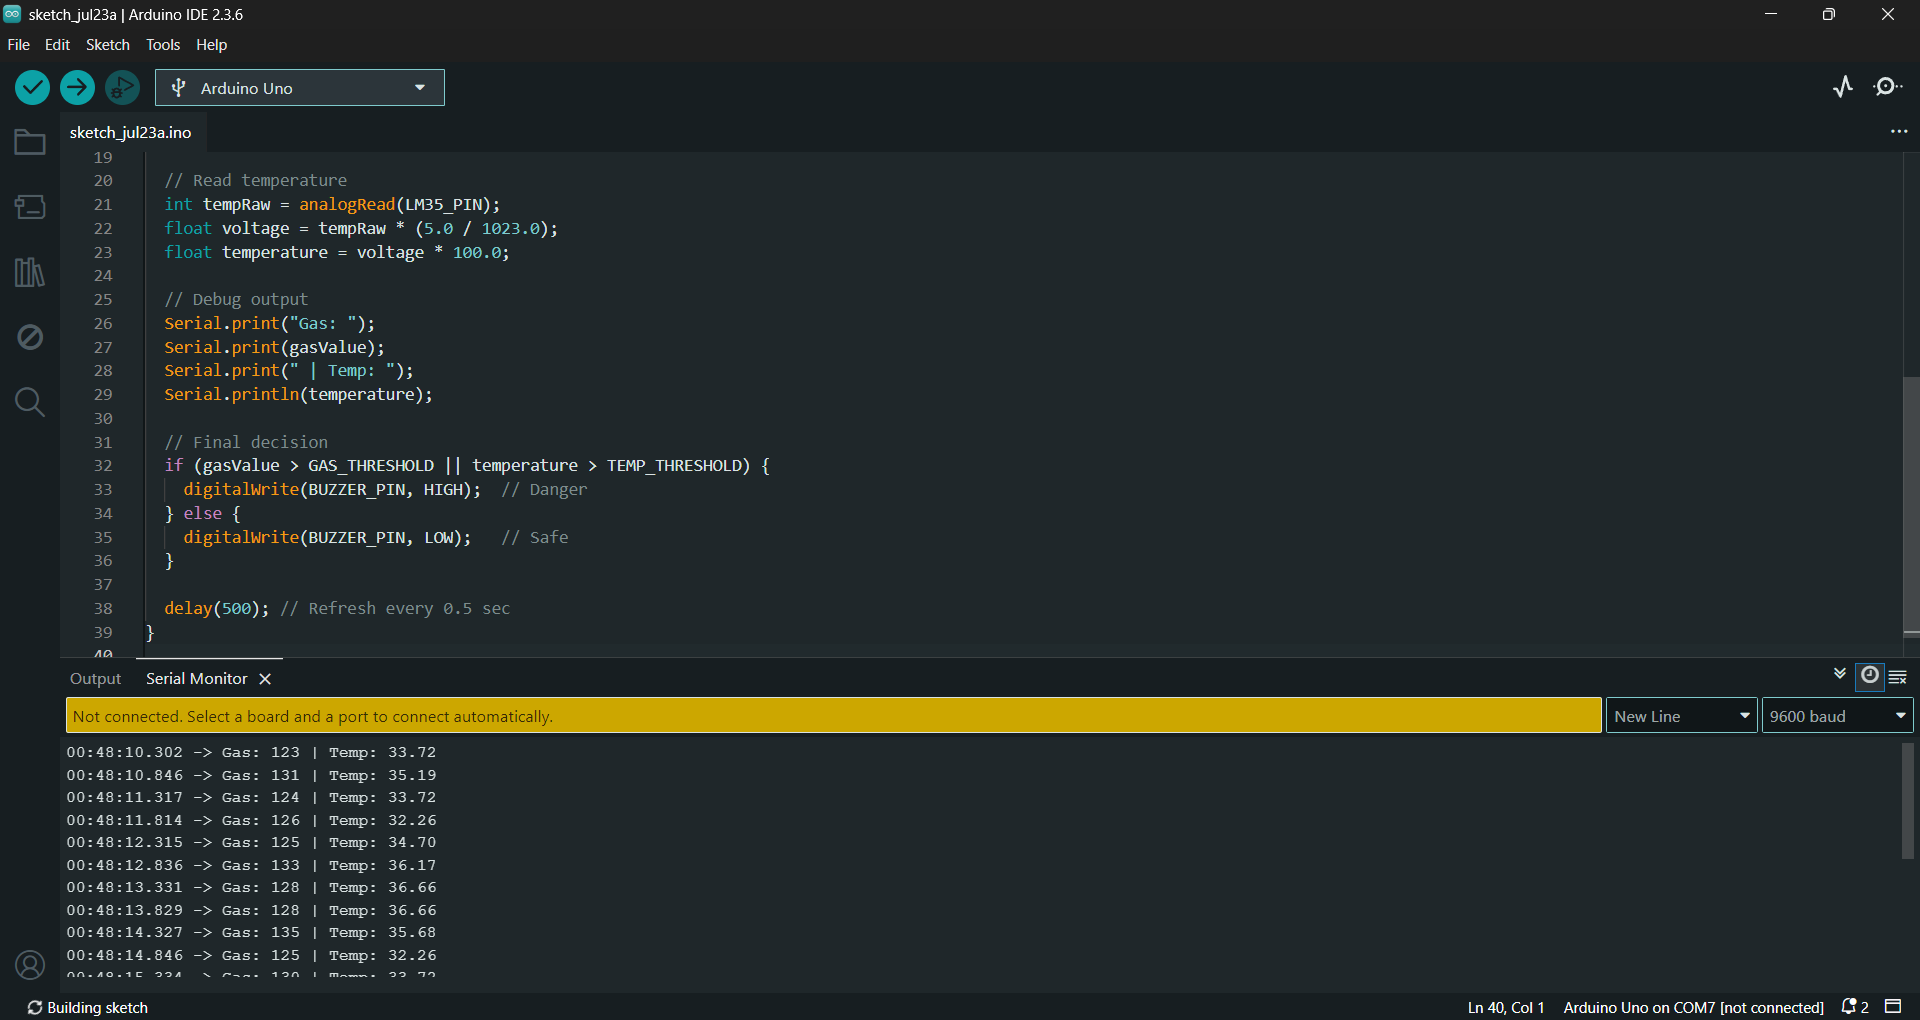 sketch_jul23a | Arduino IDE 2.3.6
File Edit Sketch Tools Help
Arduino Uno
sketch_jul23a.ino
19
20 // Read temperature
21 int tempRaw = analogRead(LM35_PIN);
22 float voltage = tempRaw * (5.0 / 1023.0);
23 float temperature = voltage * 100.0;
24
25 // Debug output
26 Serial.print("Gas: ");
27 Serial.print(gasValue);
28 Serial.print(" | Temp: ");
29 Serial.println(temperature);
30
31 // Final decision
32 if (gasValue > GAS_THRESHOLD || temperature > TEMP_THRESHOLD) {
33 digitalWrite(BUZZER_PIN, HIGH); // Danger
34 } else {
35 digitalWrite(BUZZER_PIN, LOW); // Safe
36 }
37
38 delay(500); // Refresh every 0.5 sec
39 }
40
Output Serial Monitor
Not connected. Select a board and a port to connect automatically. New Line 9600 baud
00:48:10.302 -> Gas: 123 | Temp: 33.72
00:48:10.846 -> Gas: 131 | Temp: 35.19
00:48:11.317 -> Gas: 124 | Temp: 33.72
00:48:11.814 -> Gas: 126 | Temp: 32.26
00:48:12.315 -> Gas: 125 | Temp: 34.70
00:48:12.836 -> Gas: 133 | Temp: 36.17
00:48:13.331 -> Gas: 128 | Temp: 36.66
00:48:13.829 -> Gas: 128 | Temp: 36.66
00:48:14.327 -> Gas: 135 | Temp: 35.68
00:48:14.846 -> Gas: 125 | Temp: 32.26
Building sketch Ln 40, Col 1 Arduino Uno on COM7 [not connected] 2